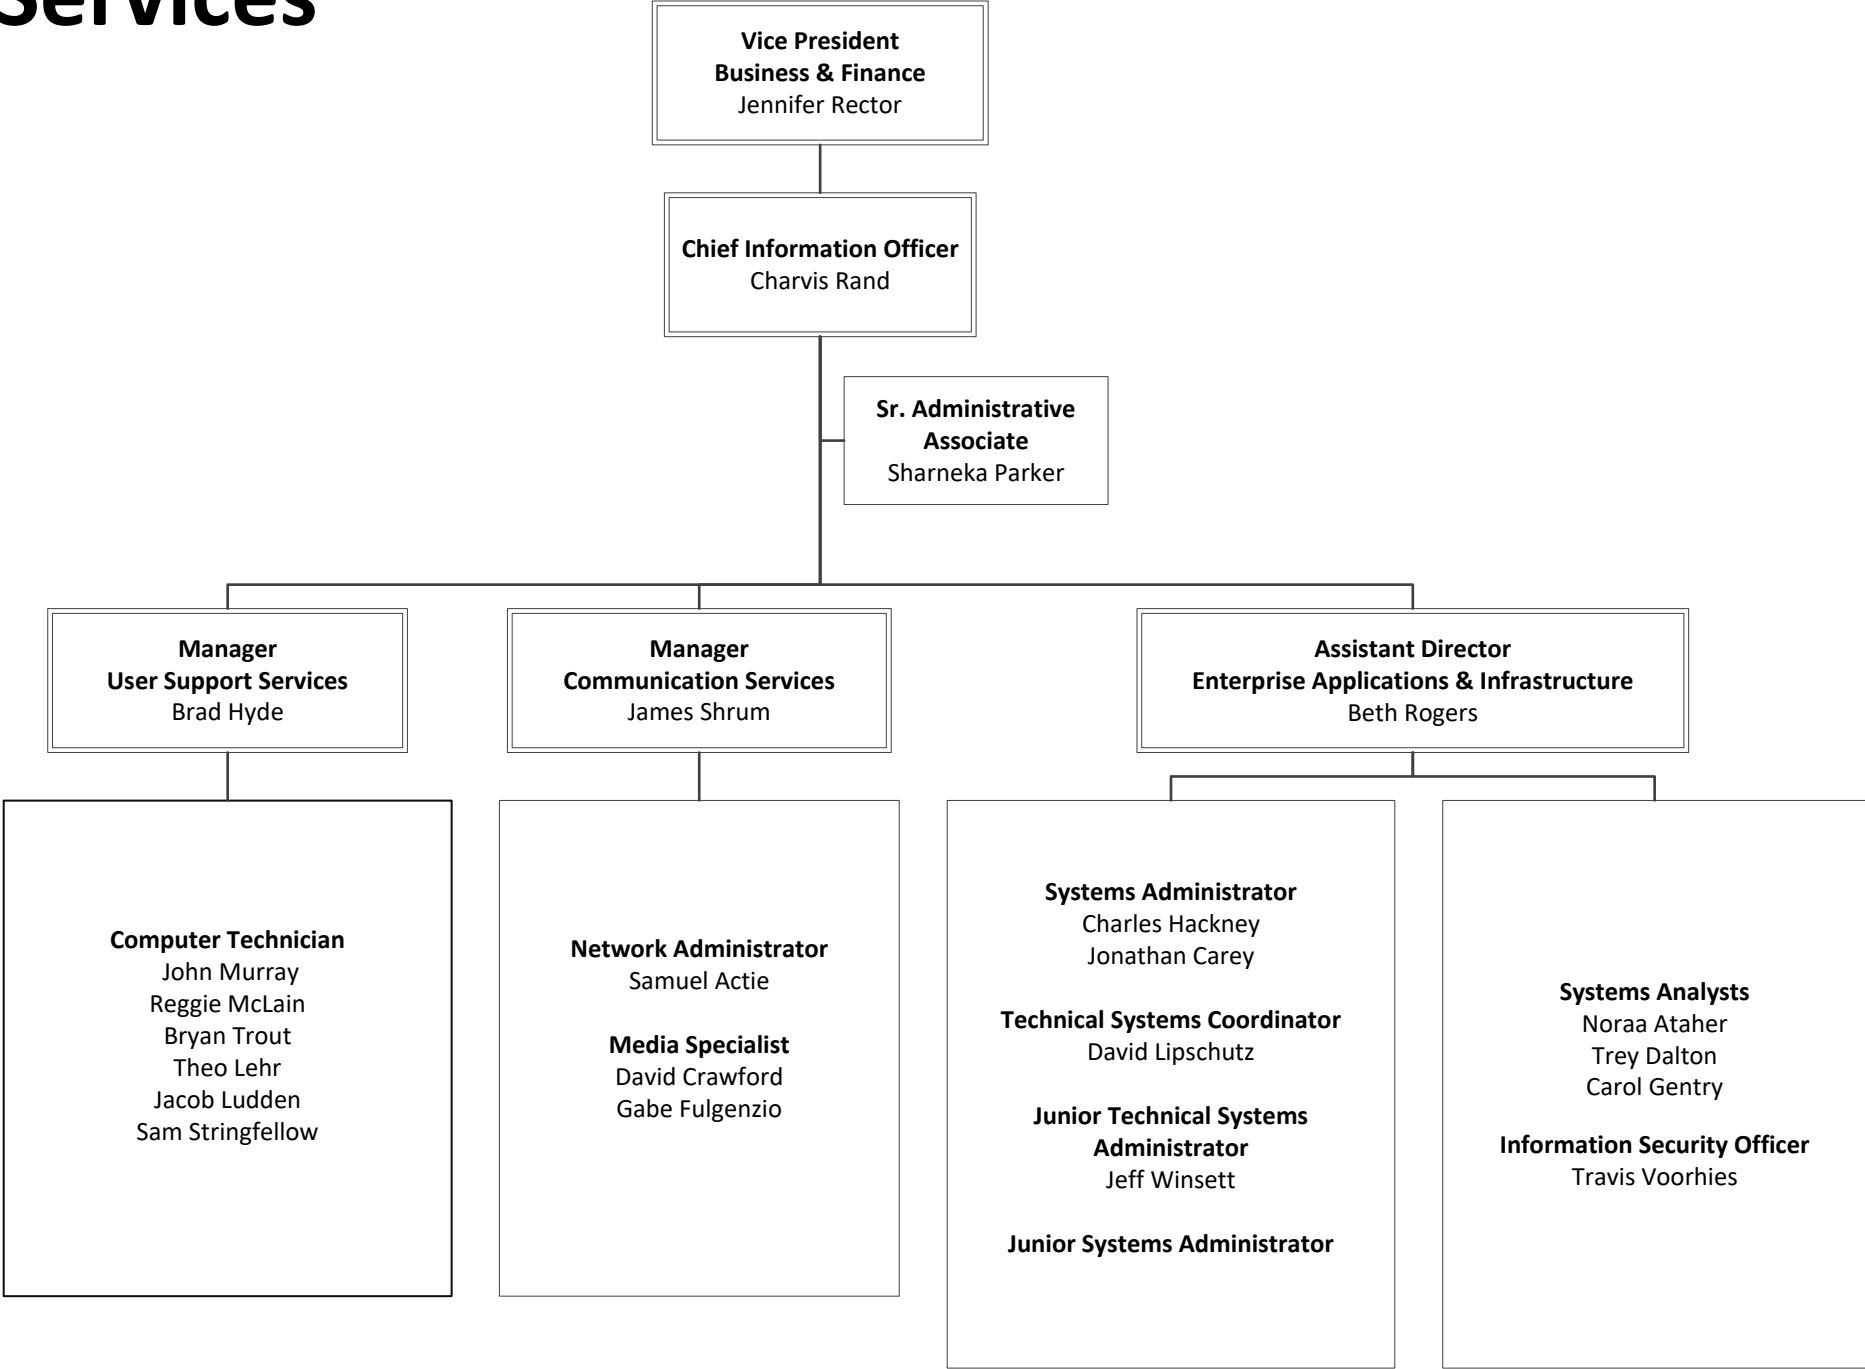 Services
Vice President
Business & Finance
Jennifer Rector
Chief Information Officer
Charvis Rand
Sr. Administrative
Associate
Sharneka Parker
Manager
User Support Services
Brad Hyde
Manager
Communication Services
James Shrum
Assistant Director
Enterprise Applications & Infrastructure
Beth Rogers
Computer Technician
John Murray
Reggie McLain
Bryan Trout
Theo Lehr
Jacob Ludden
Sam Stringfellow
Network Administrator
Samuel Actie
Media Specialist
David Crawford
Gabe Fulgenzio
Systems Administrator
Charles Hackney
Jonathan Carey
Technical Systems Coordinator
David Lipschutz
Junior Technical Systems
Administrator
Jeff Winsett
Junior Systems Administrator
Systems Analysts
Noraa Ataher
Trey Dalton
Carol Gentry
Information Security Officer
Travis Voorhies